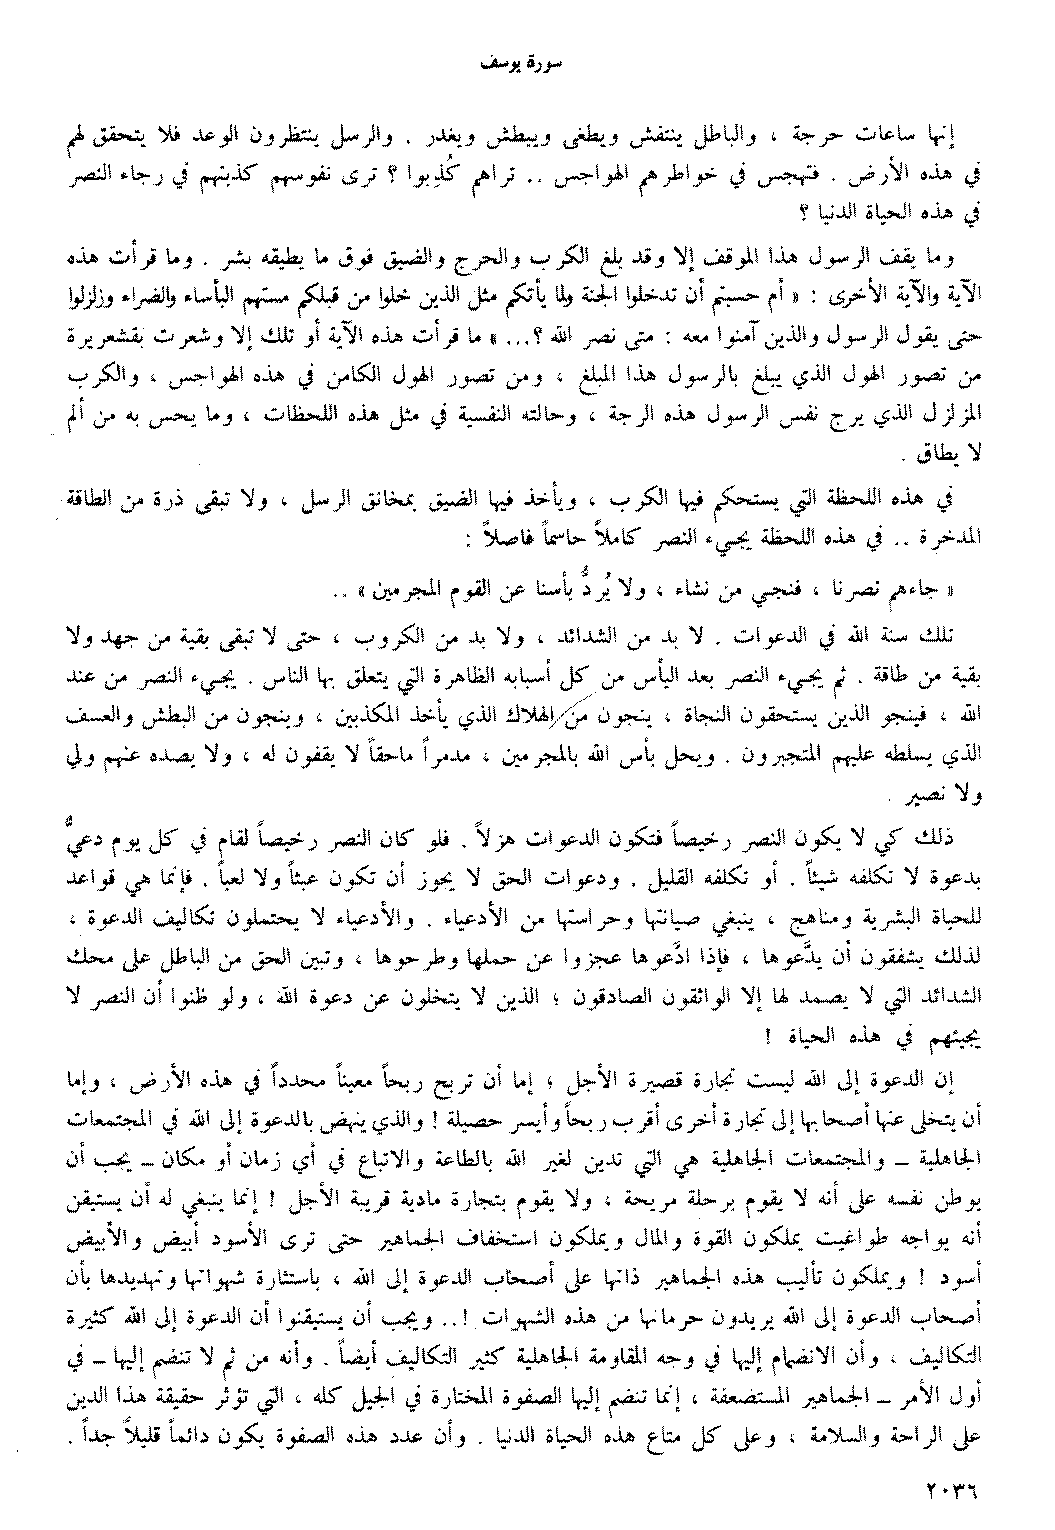 سورة يوسف
إنها ساعات حرجة ، والباطل ينتفش ويطغى ويبطش ويغدر . والرسل ينتظرون الوعد فلا يتحقق لهم
في هذه الأرض . فتهجس في خواطرهم الهواجس .. تراهم كُذِبوا ؟ ترى نفوسهم كذبتهم في رجاء النصر
في هذه الحياة الدنيا ؟
وما يقف الرسول هذا الموقف إلا وقد بلغ الكرب والحرج والضيق فوق ما يطيقه بشر . وما قرأت هذه
الآية والآية الأخرى : « أم حسبتم أن تدخلوا الجنة ولما يأتكم مثل الذين خلوا من قبلكم مستهم البأساء والضراء وزلزلوا
حتى يقول الرسول والذين آمنوا معه : متى نصر الله ؟... » ما قرأت هذه الآية أو تلك إلا وشعرت بقشعريرة
من تصور الهول الذي يبلغ بالرسول هذا المبلغ ، ومن تصور الهول الكامن في هذه الهواجس ، والكرب
المزلزل الذي يرج نفس الرسول هذه الرجة ، وحالته النفسية في مثل هذه اللحظات ، وما يحس به من ألم
لا يطاق .
في هذه اللحظة التي يستحكم فيها الكرب ، ويأخذ فيها الضيق بمخانق الرسل ، ولا تبقى ذرة من الطاقة
المدخرة .. في هذه اللحظة يجيء النصر كاملاً حاسماً فاصلاً :
« جاءهم نصرنا ، فنجي من نشاء ، ولا يُردُّ بأسنا عن القوم المجرمين » ..
تلك سنة الله في الدعوات . لا بد من الشدائد ، ولا بد من الكروب ، حتى لا تبقى بقية من جهد ولا
بقية من طاقة . ثم يجيء النصر بعد اليأس من كل أسبابه الظاهرة التي يتعلق بها الناس . يجيء النصر من عند
الله ، فينجو الذين يستحقون النجاة ، ينجون من الهلاك الذي يأخذ المكذبين ، وينجون من البطش والعسف
الذي يسلطه عليهم المتجبرون . ويحل بأس الله بالمجرمين ، مدمراً ماحقاً لا يقفون له ، ولا يصده عنهم ولي
ولا نصير .
ذلك كي لا يكون النصر رخيصاً فتكون الدعوات هزلاً . فلو كان النصر رخيصاً لقام في كل يوم دعيٌّ
بدعوة لا تكلفه شيئاً . أو تكلفه القليل . ودعوات الحق لا يجوز أن تكون عبثاً ولا لعباً . فإنما هي قواعد
للحياة البشرية ومناهج ، ينبغي صيانتها وحراستها من الأدعياء . والأدعياء لا يحتملون تكاليف الدعوة ،
لذلك يشفقون أن يدَّعوها ، فإذا ادَّعوها عجزوا عن حملها وطرحوها ، وتبين الحق من الباطل على محك
الشدائد التي لا يصمد لها إلا الواثقون الصادقون ؛ الذين لا يتخلون عن دعوة الله ، ولو ظنوا أن النصر لا
يجيئهم في هذه الحياة !
إن الدعوة إلى الله ليست تجارة قصيرة الأجل ؛ إما أن تربح ربحاً معيناً محدداً في هذه الأرض ، وإما
أن يتخلى عنها أصحابها إلى تجارة أخرى أقرب ربحاً وأيسر حصيلة ! والذي ينهض بالدعوة إلى الله في المجتمعات
الجاهلية – والمجتمعات الجاهلية هي التي تدين لغير الله بالطاعة والاتباع في أي زمان أو مكان – يجب أن
يوطن نفسه على أنه لا يقوم برحلة مريحة ، ولا يقوم بتجارة مادية قريبة الأجل ! إنما ينبغي له أن يستيقن
أنه يواجه طواغيت يملكون القوة والمال ويملكون استخفاف الجماهير حتى ترى الأسود أبيض والأبيض
أسود ! ويملكون تأليب هذه الجماهير ذاتها على أصحاب الدعوة إلى الله ، باستثارة شهواتها وتهديدها بأن
أصحاب الدعوة إلى الله يريدون حرمانها من هذه الشهوات !.. ويجب أن يستيقنوا أن الدعوة إلى الله كثيرة
التكاليف ، وأن الانضمام إليها في وجه المقاومة الجاهلية كثير التكاليف أيضاً . وأنه من ثم لا تنضم إليها – في
أول الأمر – الجماهير المستضعفة ، إنما تنضم إليها الصفوة المختارة في الجيل كله ، التي تؤثر حقيقة هذا الدين
على الراحة والسلامة ، وعلى كل متاع هذه الحياة الدنيا . وأن عدد هذه الصفوة يكون دائماً قليلاً جداً .
٢٠٣٦